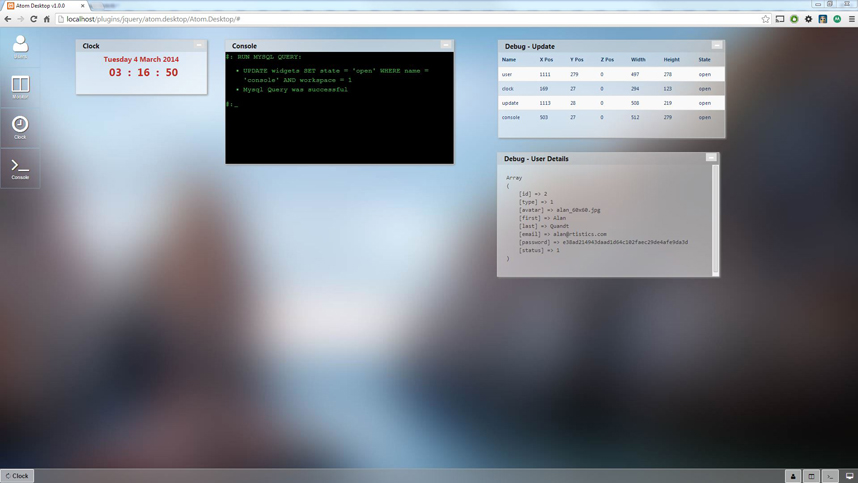 Atom Desktop v1.0.0
localhost/plugins/jquery/atom.desktop/Atom.Desktop/#
Clock
Tuesday 4 March 2014
03 : 16 : 50
Console
#: RUN MYSQL QUERY:
• UPDATE widgets SET state = 'open' WHERE name =
'console' AND workspace = 1
• Mysql Query was successful
#:_
Debug - Update
Name X Pos Y Pos Z Pos Width Height State
user 1111 279 0 497 278 open
clock 169 27 0 294 123 open
update 1113 28 0 508 219 open
console 503 27 0 512 279 open
Debug - User Details
Array
(
[id] => 2
[type] => 1
[avatar] => alan_60x60.jpg
[first] => Alan
[last] => Quandt
[email] => alan@rtistics.com
[status] => 1
)
Clock
Console
Clock